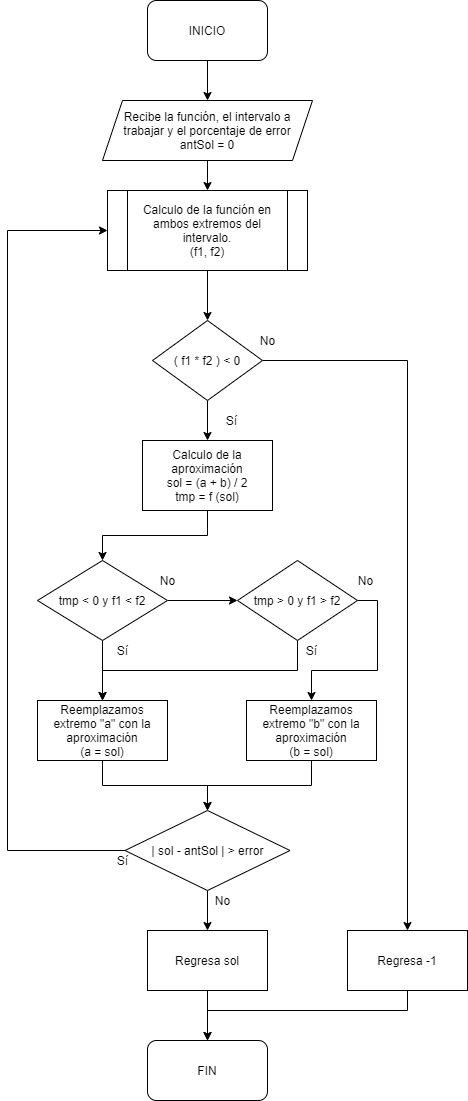 INICIO
Recibe la función, el intervalo a
trabajar y el porcentaje de error
antSol = 0
Calculo de la función en
ambos extremos del
intervalo.
(f1, f2)
No
( f1 * f2 ) < 0
Sí
Calculo de la
aproximación
sol = (a + b) / 2
tmp = f (sol)
No
No
tmp < 0 y f1 < f2
tmp > 0 y f1 > f2
Sí
Sí
Reemplazamos
extremo "a" con la
aproximación
(a = sol)
Reemplazamos
extremo "b" con la
aproximación
(b = sol)
| sol - antSol | > error
Sí
No
Regresa sol
Regresa -1
FIN